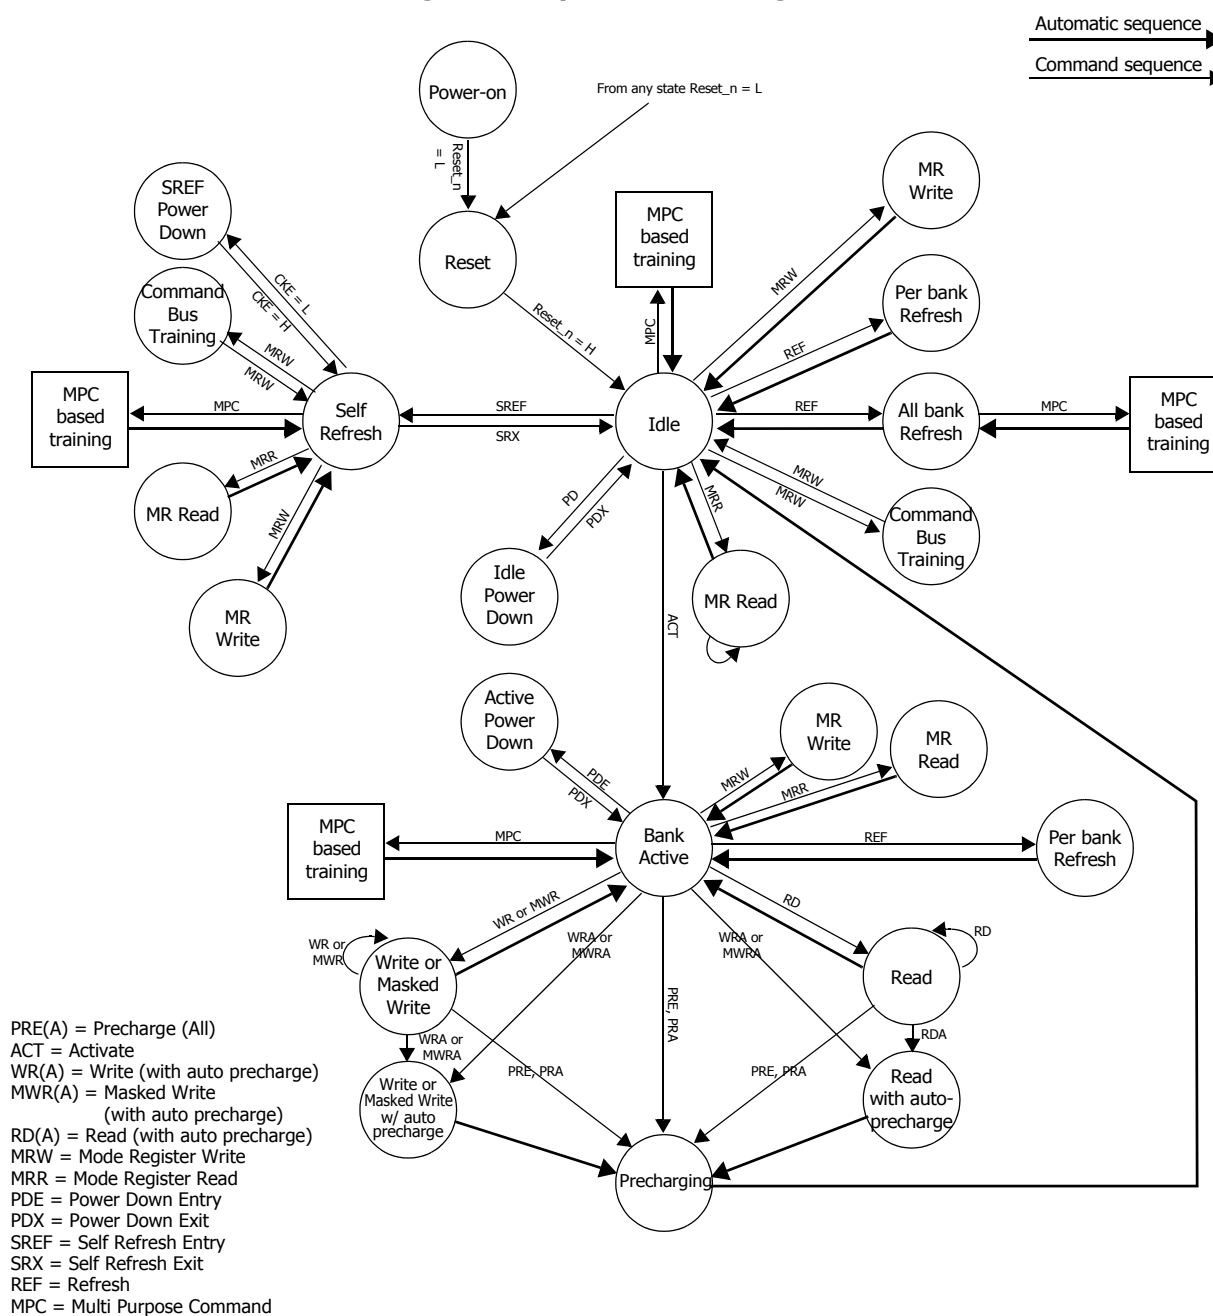 Automatic sequence
Command sequence
Power-on
From any state Reset_n = L
Reset_n
= L
MR
Write
SREF
Power
Down
MPC
based
training
Reset
CKE = L
CKE = H
MRW
Command
Bus
Training
Per bank
Refresh
Reset_n = H
MPC
REF
MRW
MRW
MPC
based
training
MPC
Self
Refresh
SREF
SRX
Idle
REF
All bank
Refresh
MPC
MPC
based
training
MRR
MR Read
MRW
PD
PDX
MRR
MRW
MRW
Command
Bus
Training
MR
Write
Idle
Power
Down
MR Read
ACT
Active
Power
Down
MR
Write
MR
Read
PDE
PDX
MRW
MRR
MPC
based
training
MPC
Bank
Active
REF
Per bank
Refresh
WR or MWR
RD
WR or
MWR
WRA or
MWRA
WRA or
MWRA
RD
Write or
Masked
Write
Read
PRE, PRA
WRA or
MWRA
RDA
PRE, PRA
PRE, PRA
Write or
Masked Write
w/ auto
precharge
Read
with auto-
precharge
Precharging
PRE(A) = Precharge (All)
ACT = Activate
WR(A) = Write (with auto precharge)
MWR(A) = Masked Write
(with auto precharge)
RD(A) = Read (with auto precharge)
MRW = Mode Register Write
MRR = Mode Register Read
PDE = Power Down Entry
PDX = Power Down Exit
SREF = Self Refresh Entry
SRX = Self Refresh Exit
REF = Refresh
MPC = Multi Purpose Command